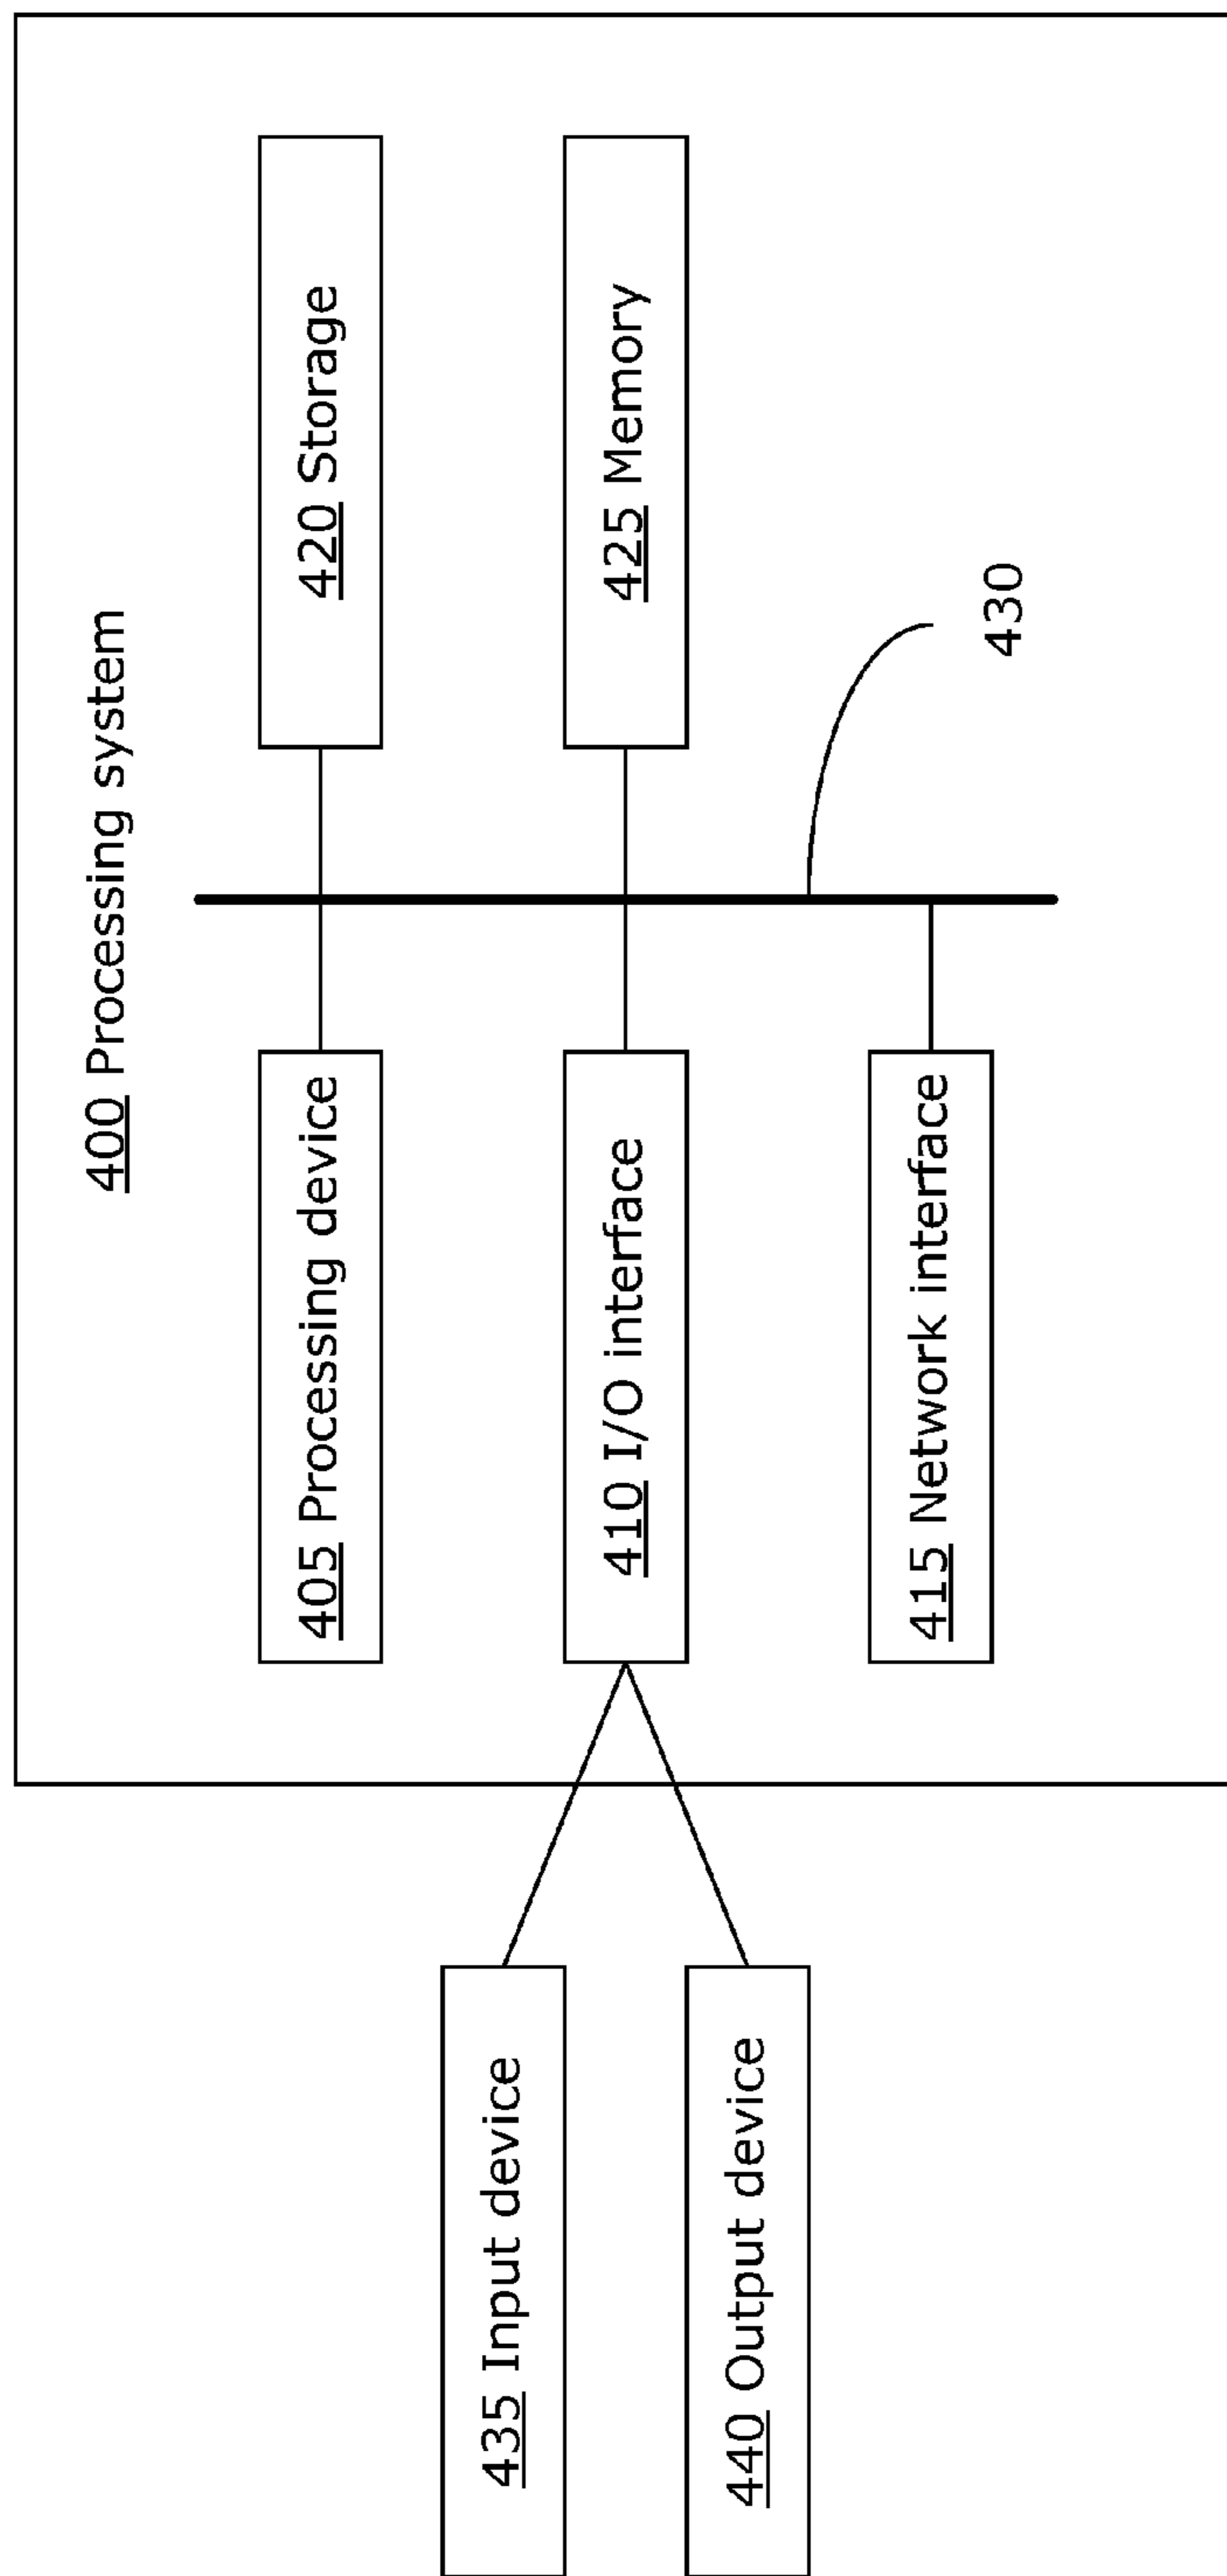 400 Processing system
405 Processing device
420 Storage
435 Input device
410 I/O interface
425 Memory
440 Output device
415 Network interface
430